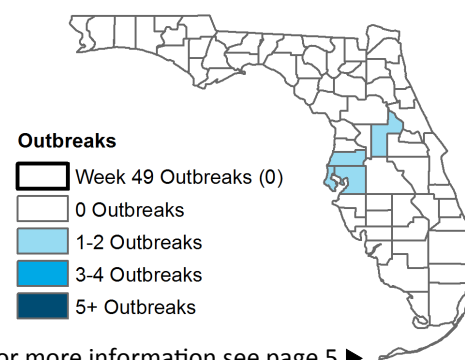 Outbreaks
Week 49 Outbreaks (0)
0 Outbreaks
1-2 Outbreaks
3-4 Outbreaks
5+ Outbreaks
or more information see page 5 ►